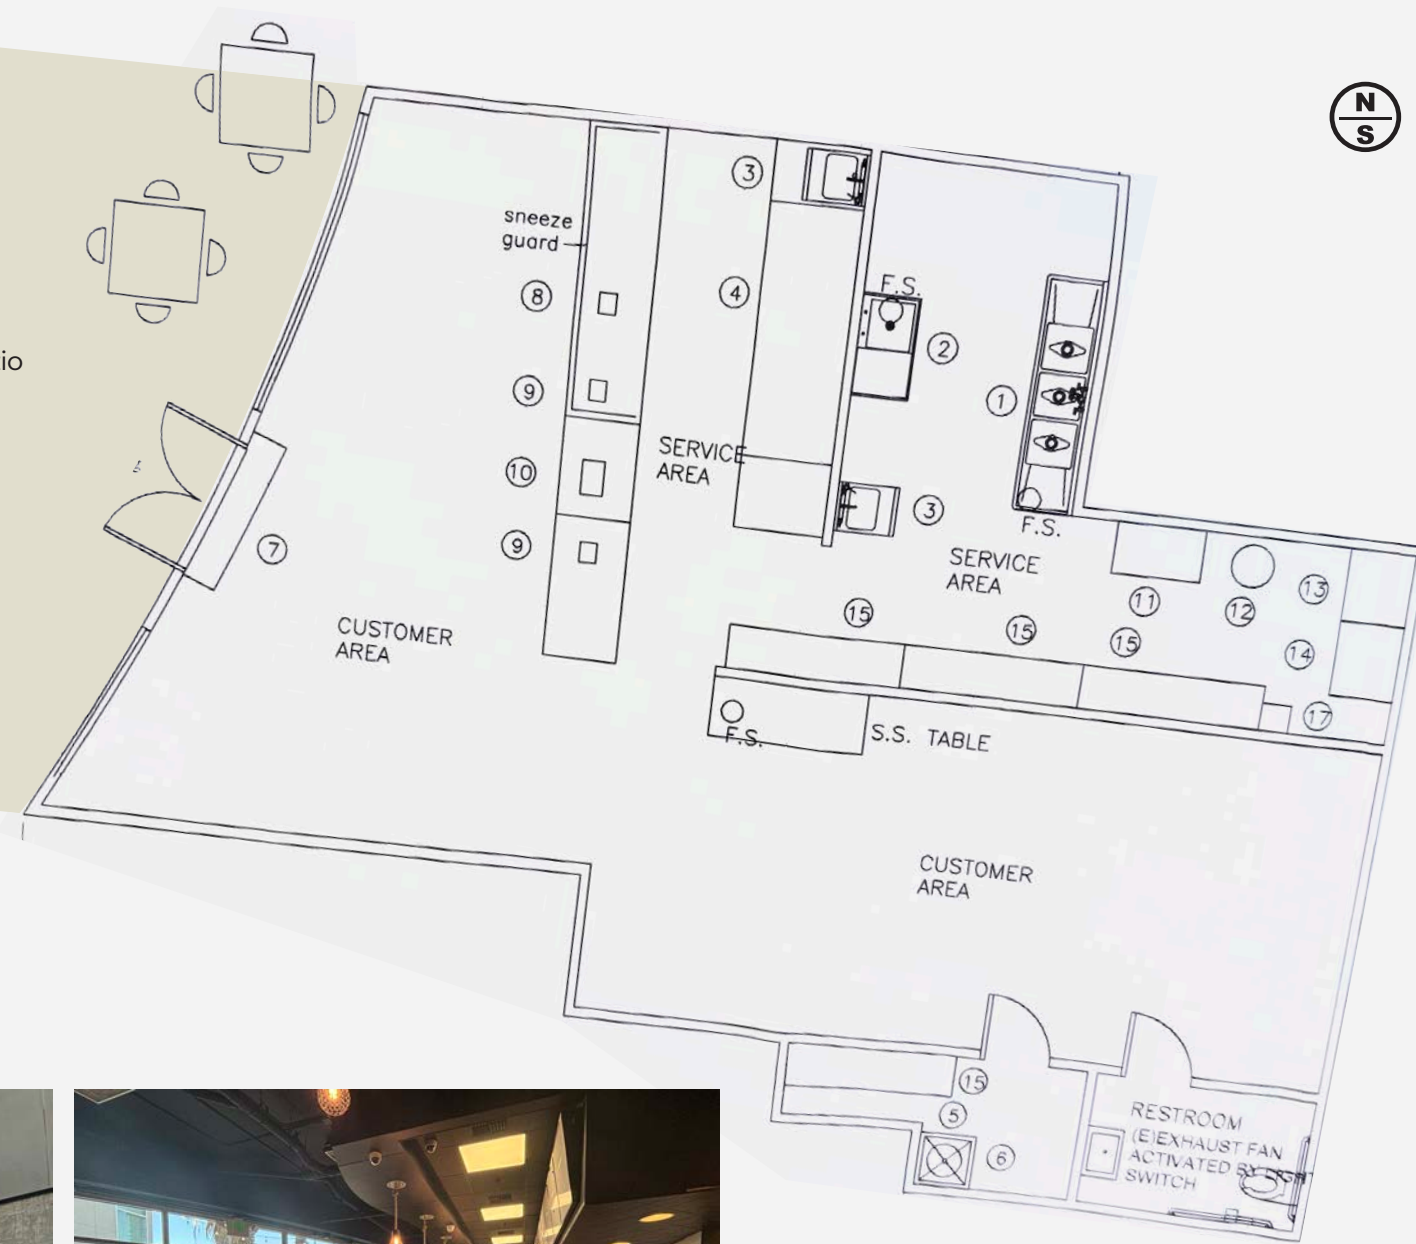 N
S
3
sneeze
guard
8
4
F.S.
2
io
9
1
SERVICE
AREA
10
3
F.S.
9
7
SERVICE
AREA
13
11
12
15
15
15
14
CUSTOMER
AREA
17
F.S.
S.S. TABLE
CUSTOMER
AREA
15
5
6
RESTROOM
(E)EXHAUST FAN
ACTIVATED BY LIGHT
SWITCH